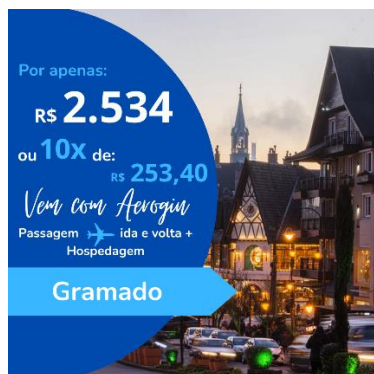 Por apenas:
R$ 2.534
ou 10x de:
R$ 253,40
Vem com Aerogin
Passagem ida e volta +
Hospedagem
Gramado